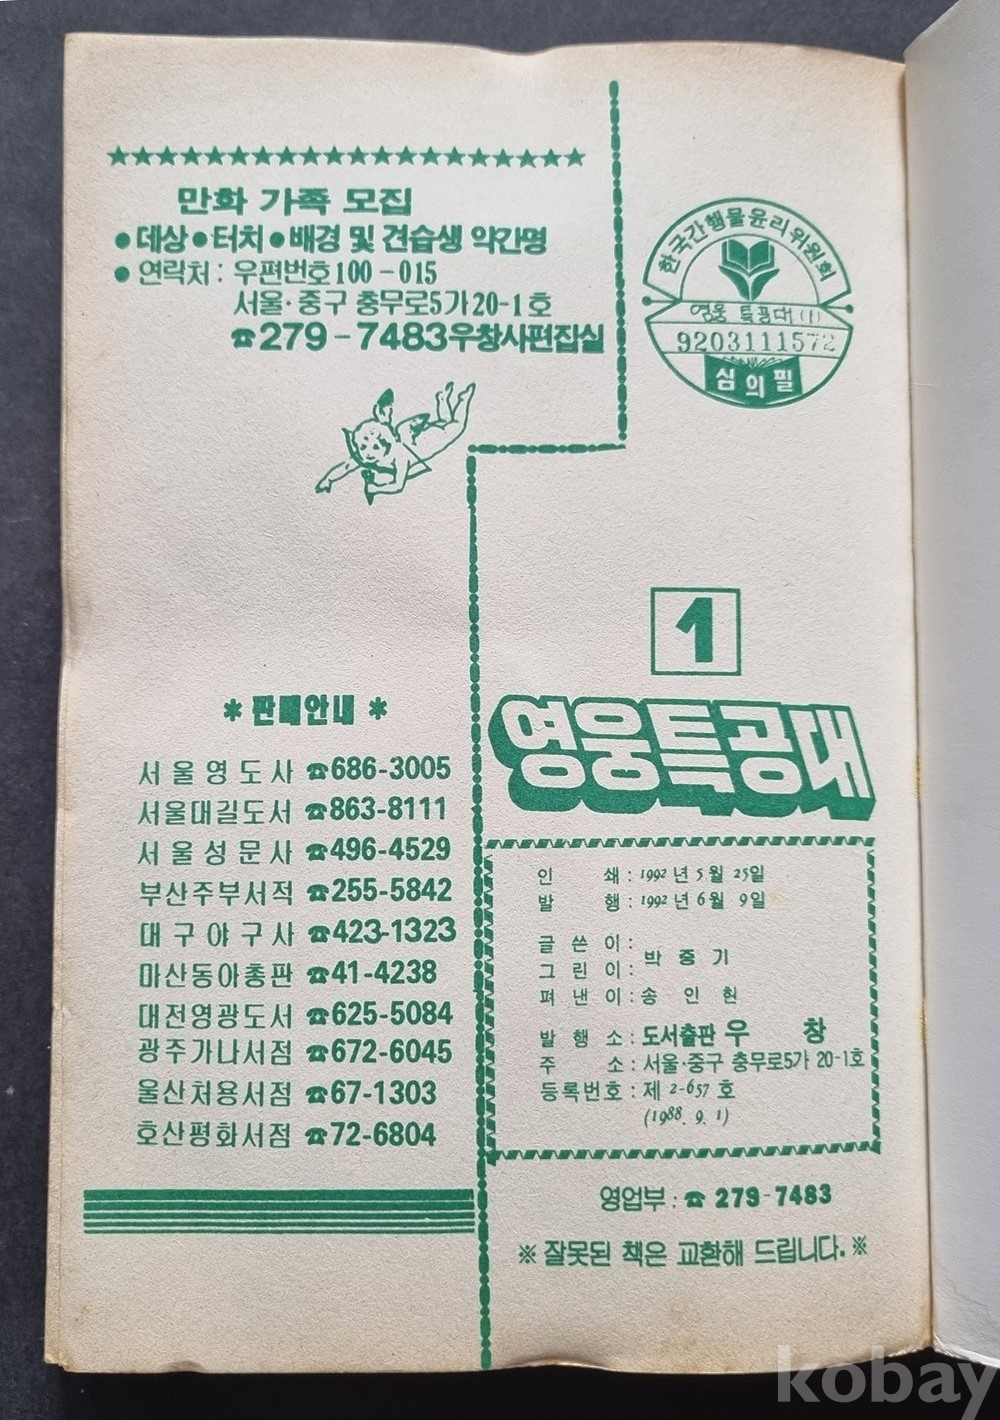 만화 가족 모집
●데상●터치●배경 및 견습생 약간명
●연락처 : 우편번호100-015
서울·중구 충무로5가20-1호
☎279-7483우창사편집실
한국간행물윤리위원회
영웅 특공대(1)
9203111572
심의필
1
영웅특공대
＊판매안내＊
서울영도사 ☎686-3005
서울대길도서 ☎863-8111
서울성문사 ☎496-4529
부산주부서적 ☎255-5842
대구야구사 ☎423-1323
마산동아총판 ☎41-4238
대전영광도서 ☎625-5084
광주가나서점 ☎672-6045
울산처용서점 ☎67-1303
호산평화서점 ☎72-6804
인 쇄 : 1992년 5월 25일
발 행 : 1992년 6월 9일
글 쓴 이 :
그 린 이 : 박 중 기
펴 낸 이 : 송 인 현
발 행 소 : 도서출판 우 창
주 소 : 서울·중구 충무로5가 20-1호
등록번호 : 제 2-657 호
(1988. 9. 1)
영업부 : ☎ 279-7483
※ 잘못된 책은 교환해 드립니다. ※
kobay